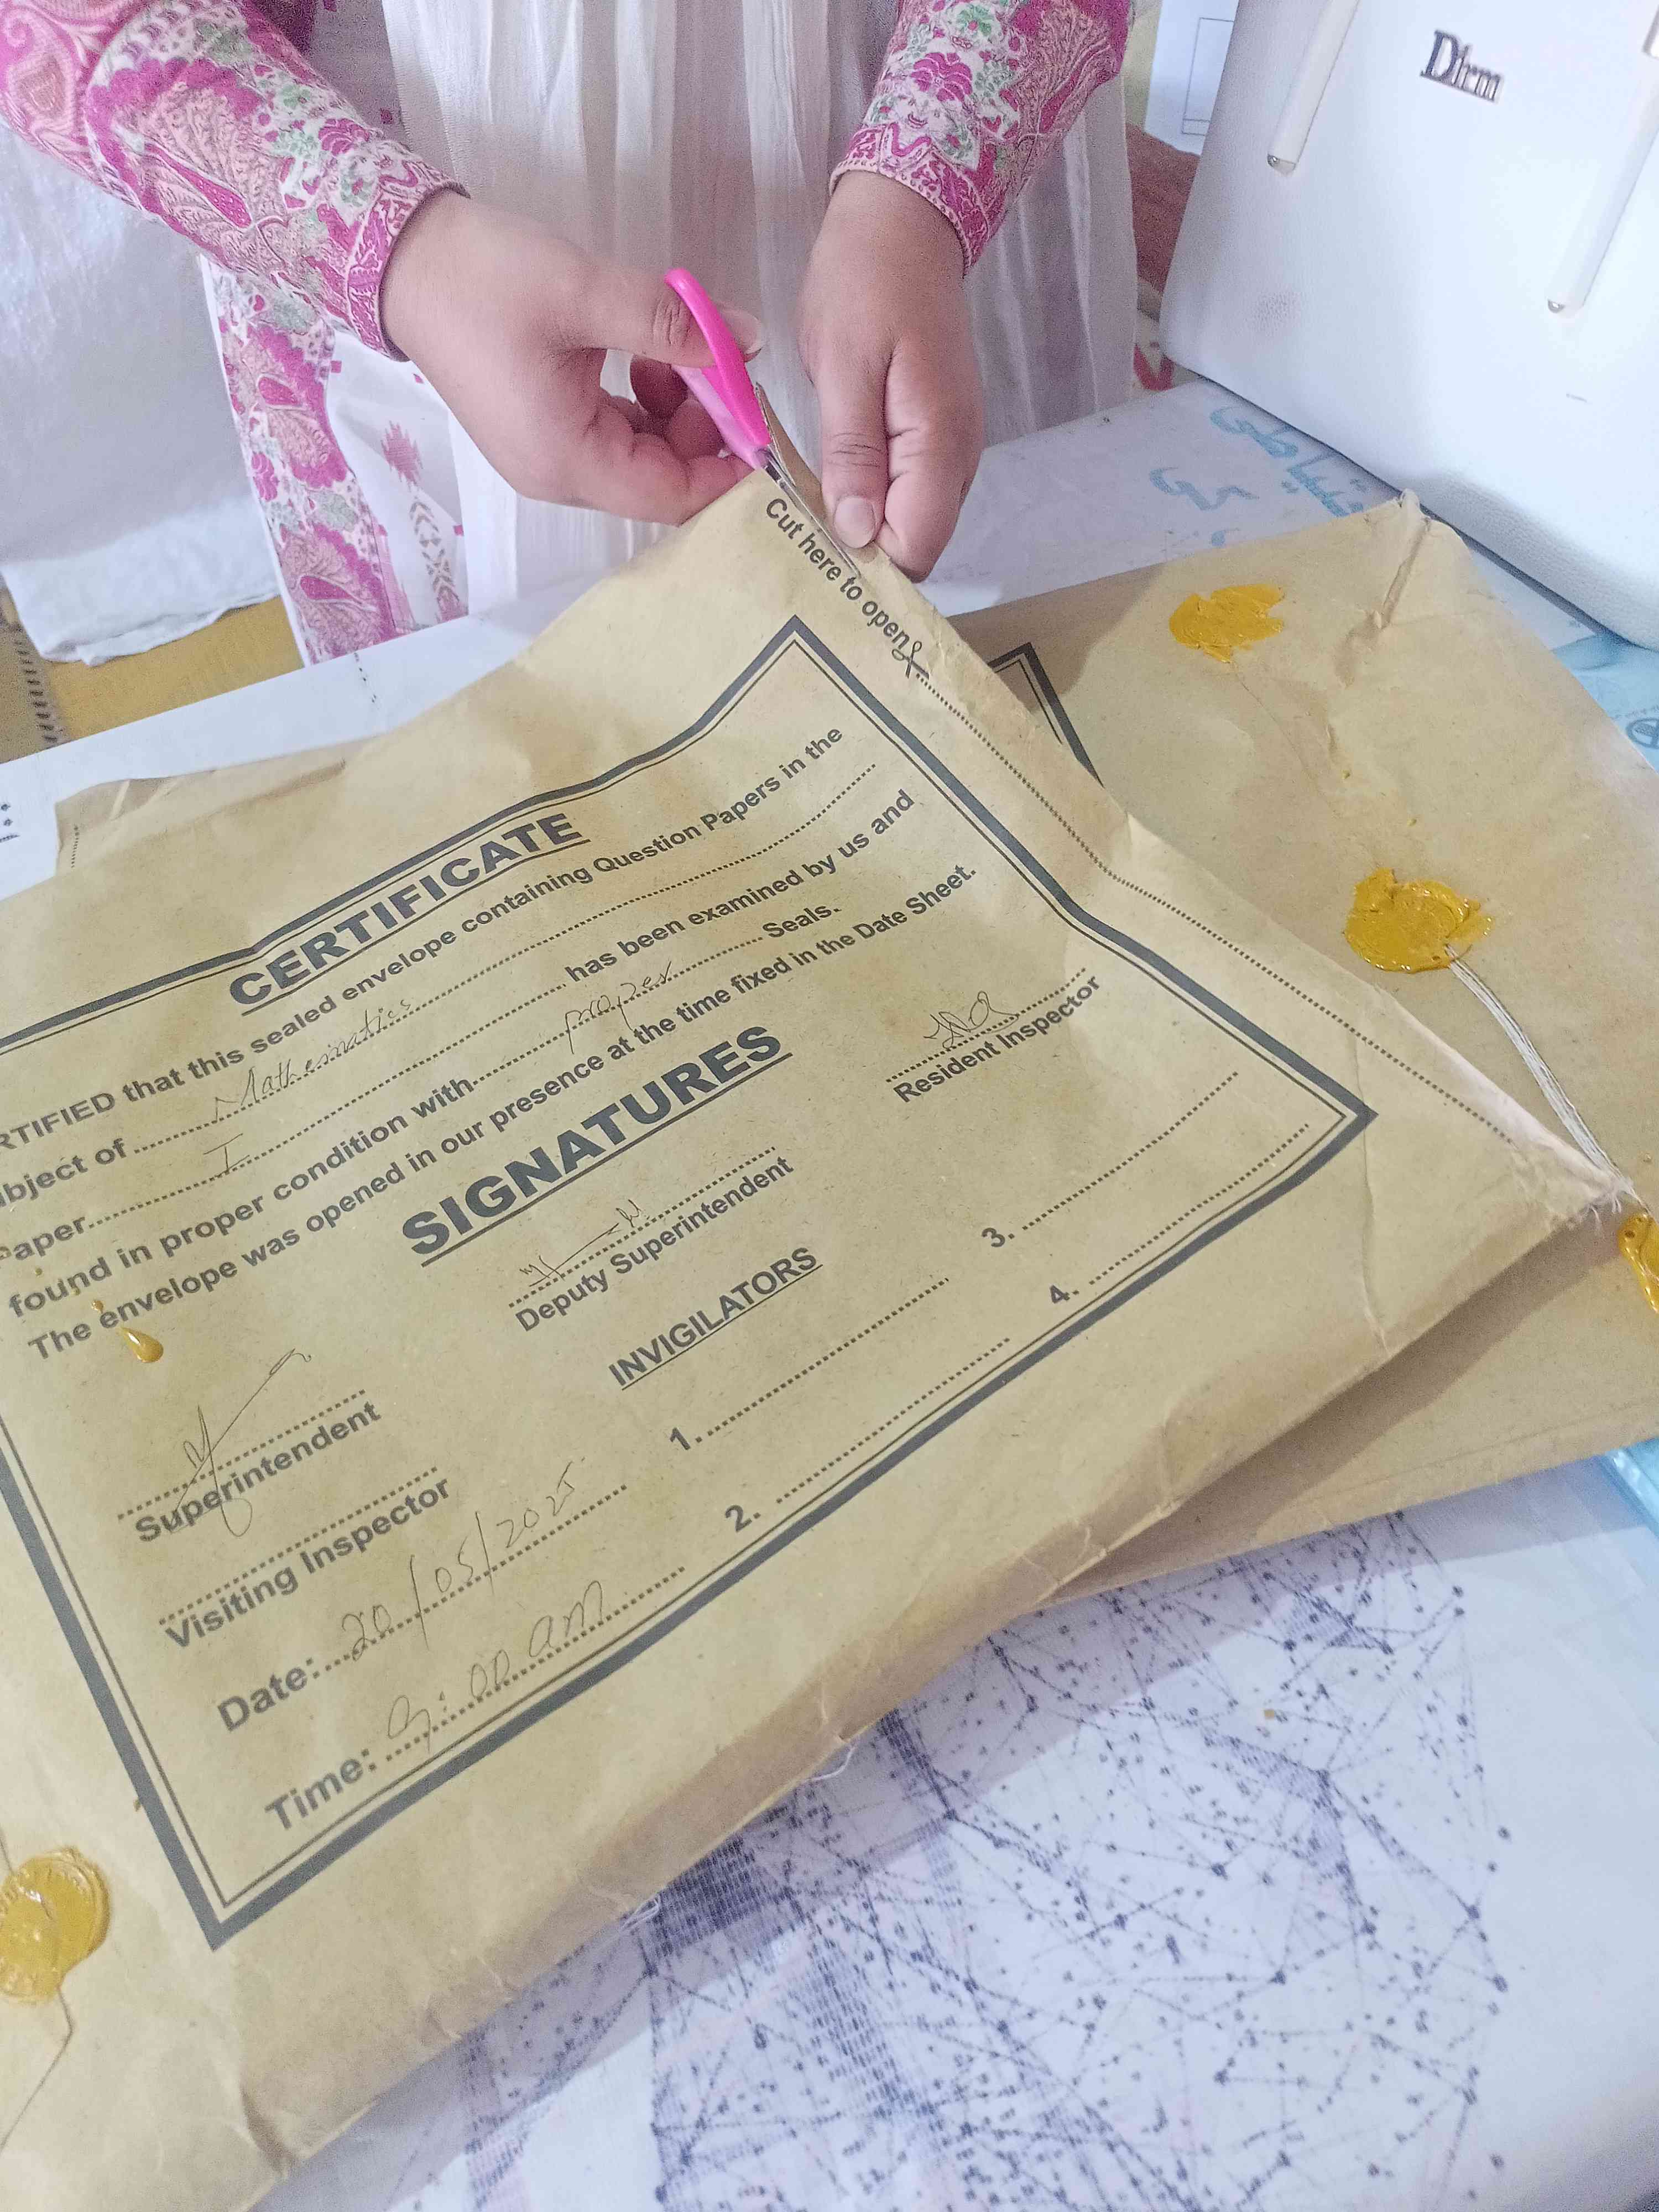 Dhrm
Cut here to open
CERTIFICATE
RTIFIED that this sealed envelope containing Question Papers in the
bject of Mathematics
Paper I has been examined by us and
found in proper condition with proper Seals.
The envelope was opened in our presence at the time fixed in the Date Sheet.
SIGNATURES
Superintendent
Deputy Superintendent
Resident Inspector
Visiting Inspector
INVIGILATORS
1.
2.
3.
4.
Date: 20/05/2025
Time: 9:00 am